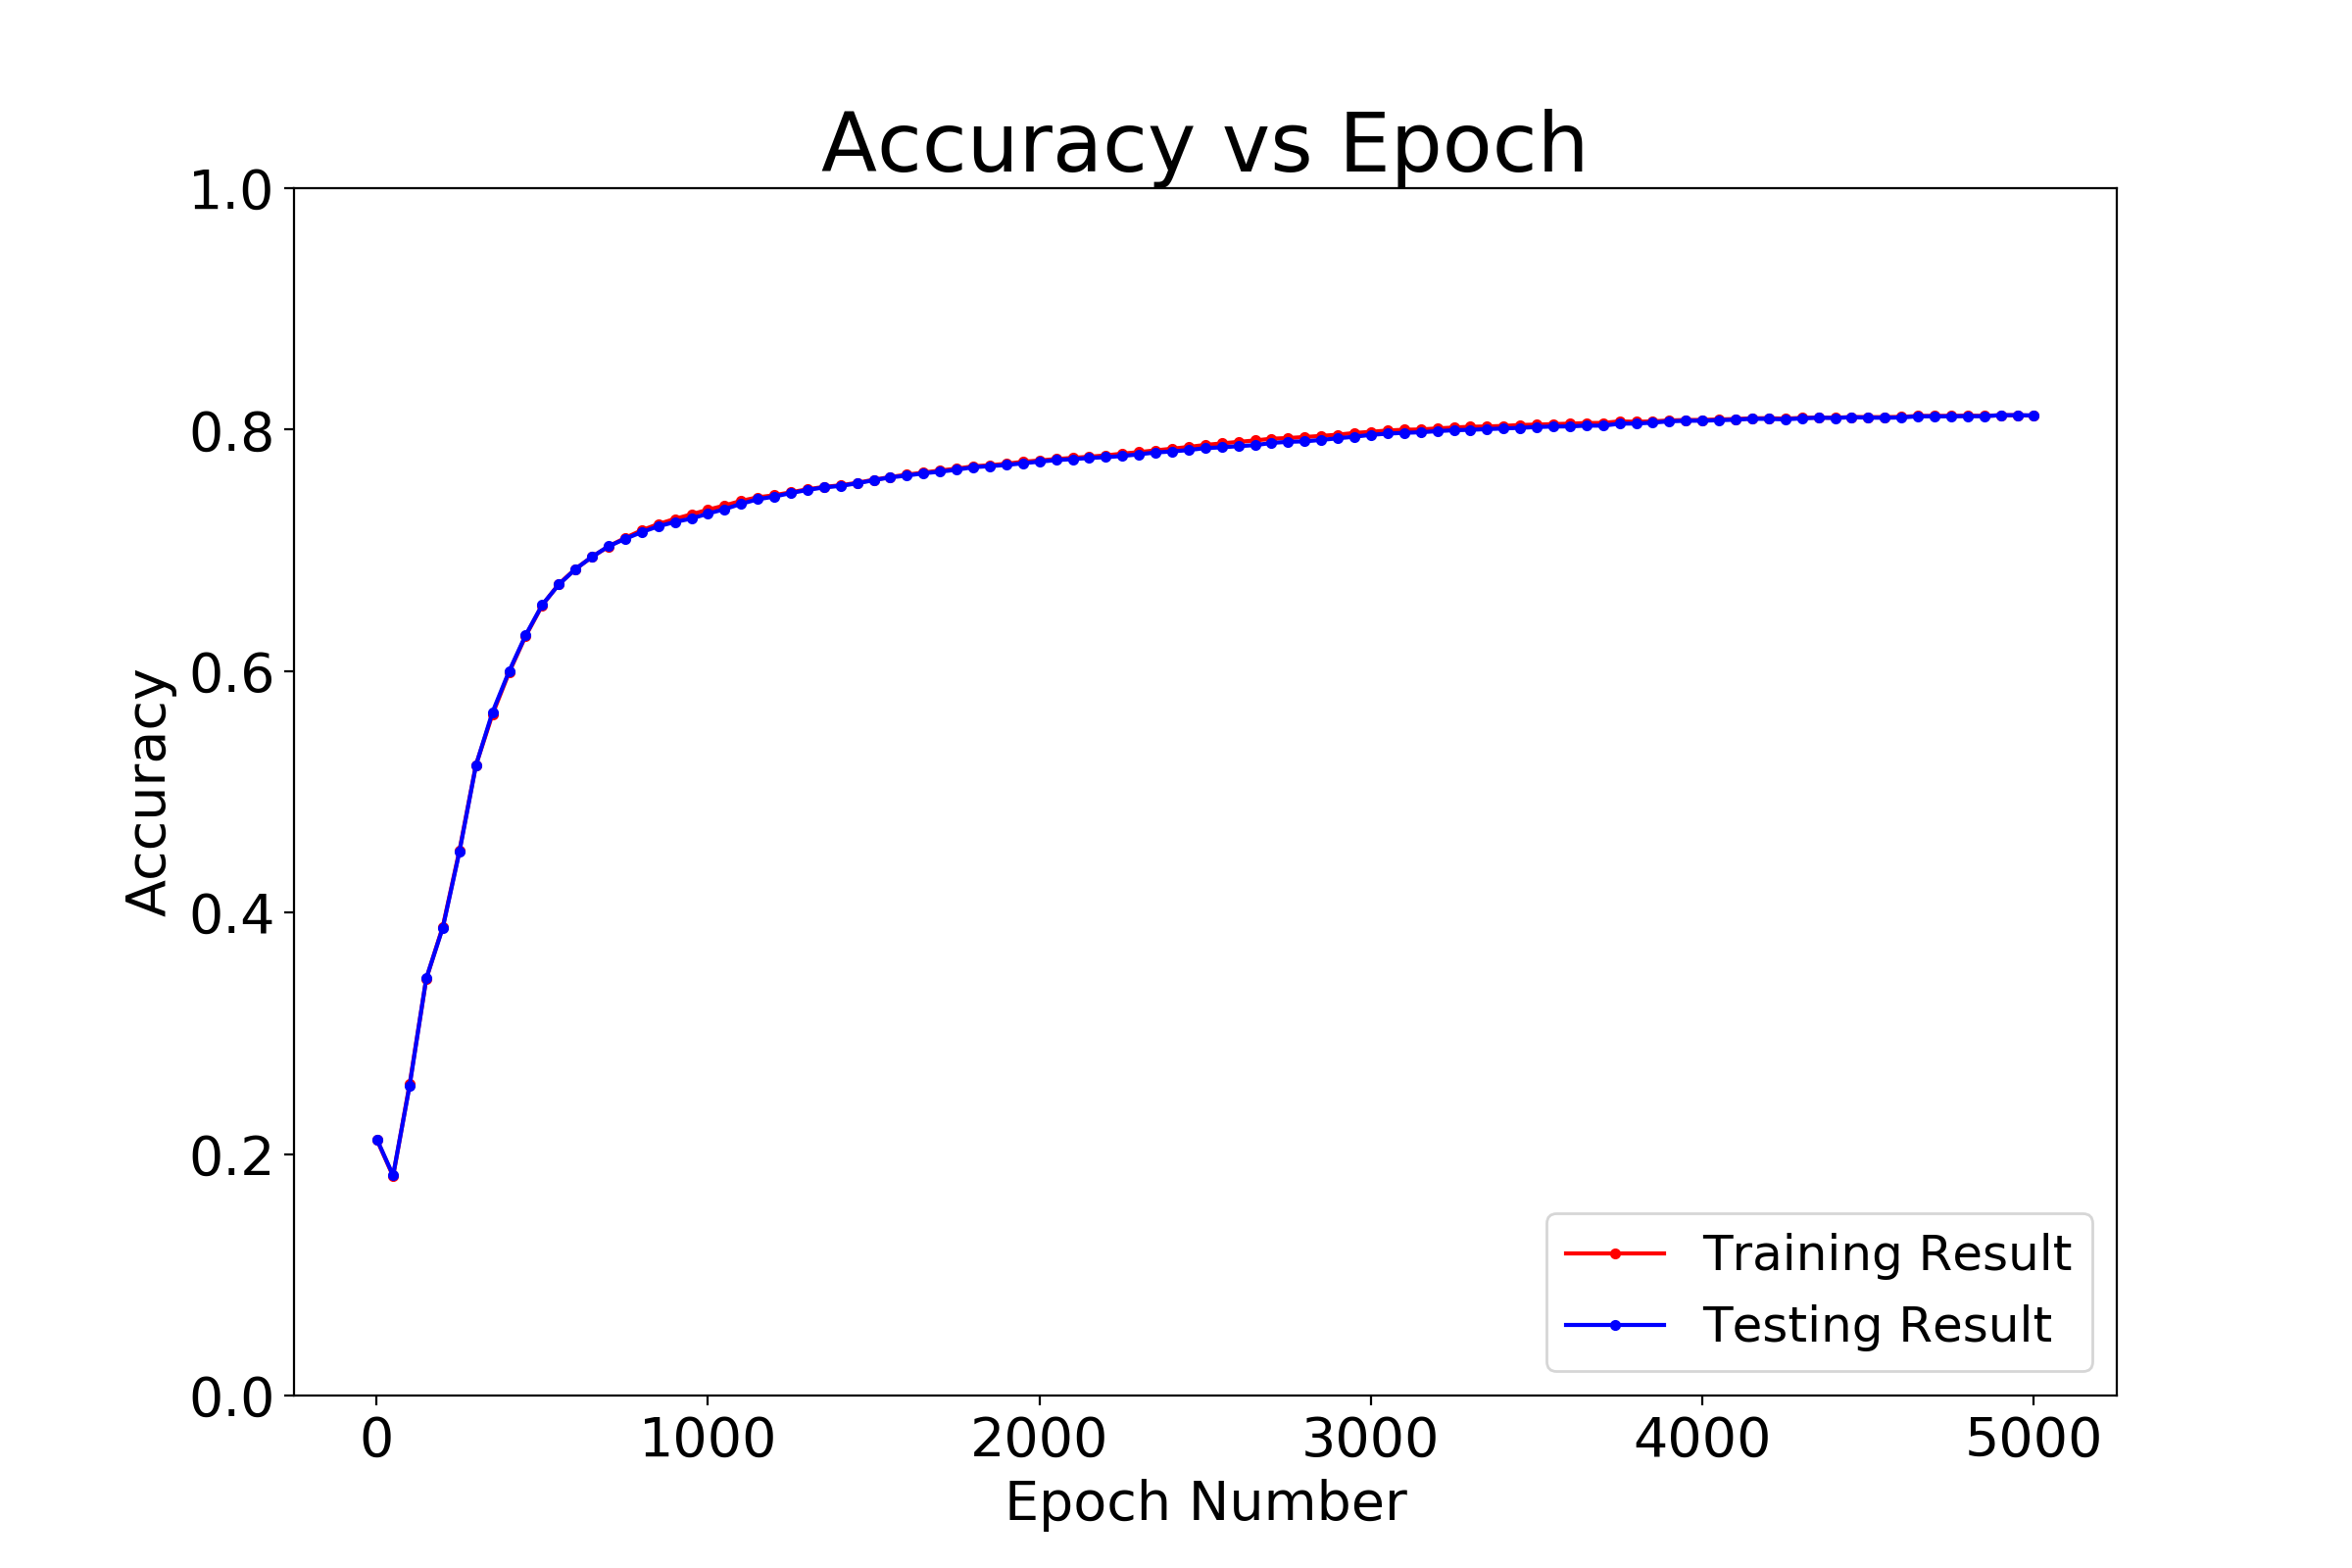 Accuracy vs Epoch
1.0
0.8
0.6
0.4
0.2
0.0
Accuracy
0 1000 2000 3000 4000 5000
Epoch Number
Training Result
Testing Result